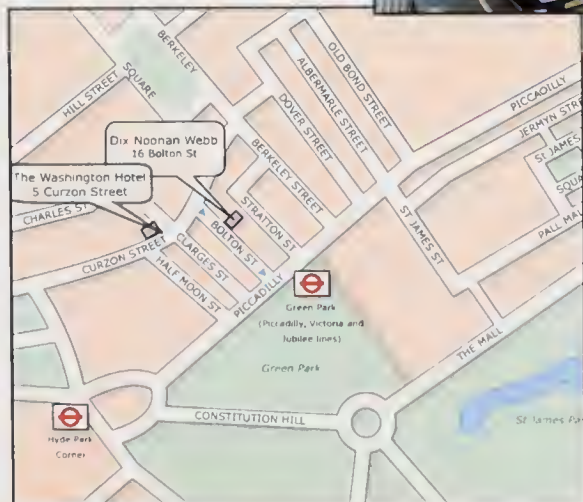 BERKELEY
SQUARE
HILL STREET
OLD BOND STREET
ALBERMARLE STREET
DOVER STREET
BERKELEY STREET
PICCADILLY
JERMYN STR
ST JAMES
SQUA
PALL MA
ST JAMES ST
Dix Noonan Webb
16 Bolton St
The Washington Hotel
5 Curzon Street
CHARLES ST
STRATTON ST
BOLTON ST
CLARGES ST
HALF MOON ST
CURZON STREET
PICCADILLY
Green Park
(Piccadilly, Victoria and
Jubilee lines)
Green Park
THE MALL
CONSTITUTION HILL
St James Pa
Hyde Park
Corner